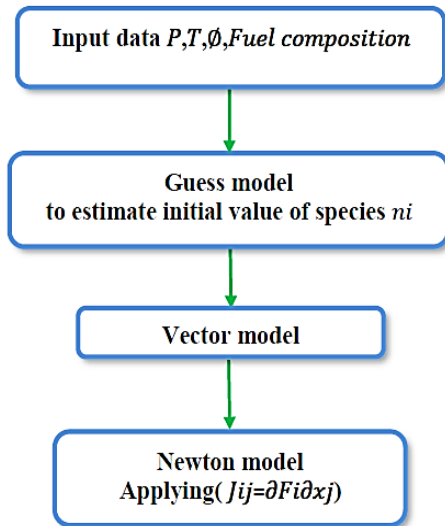 Input data P,T,Ø,Fuel composition
Guess model
to estimate initial value of species ni
Vector model
Newton model
Applying( Jij=∂Fi∂xj)